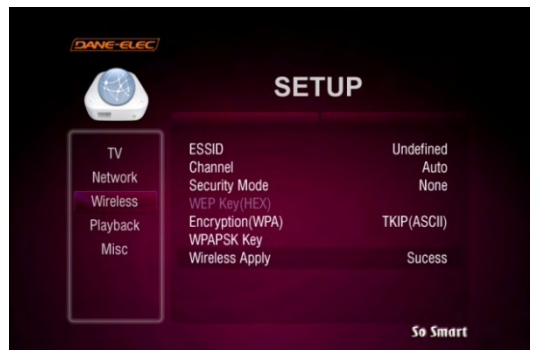 DANE-ELEC
SETUP
TV
Network
Wireless
Playback
Misc
ESSID Undefined
Channel Auto
Security Mode None
WEP Key(HEX)
Encryption(WPA) TKIP(ASCII)
WPAPSK Key
Wireless Apply Sucess
So Smart